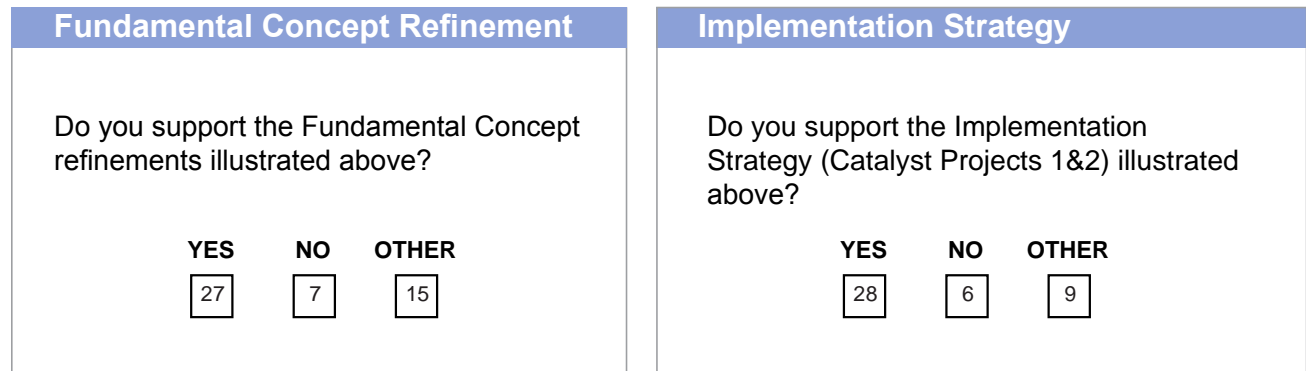 Fundamental Concept Refinement
Do you support the Fundamental Concept
refinements illustrated above?
YES NO OTHER
27 7 15
Implementation Strategy
Do you support the Implementation
Strategy (Catalyst Projects 1&2) illustrated
above?
YES NO OTHER
28 6 9